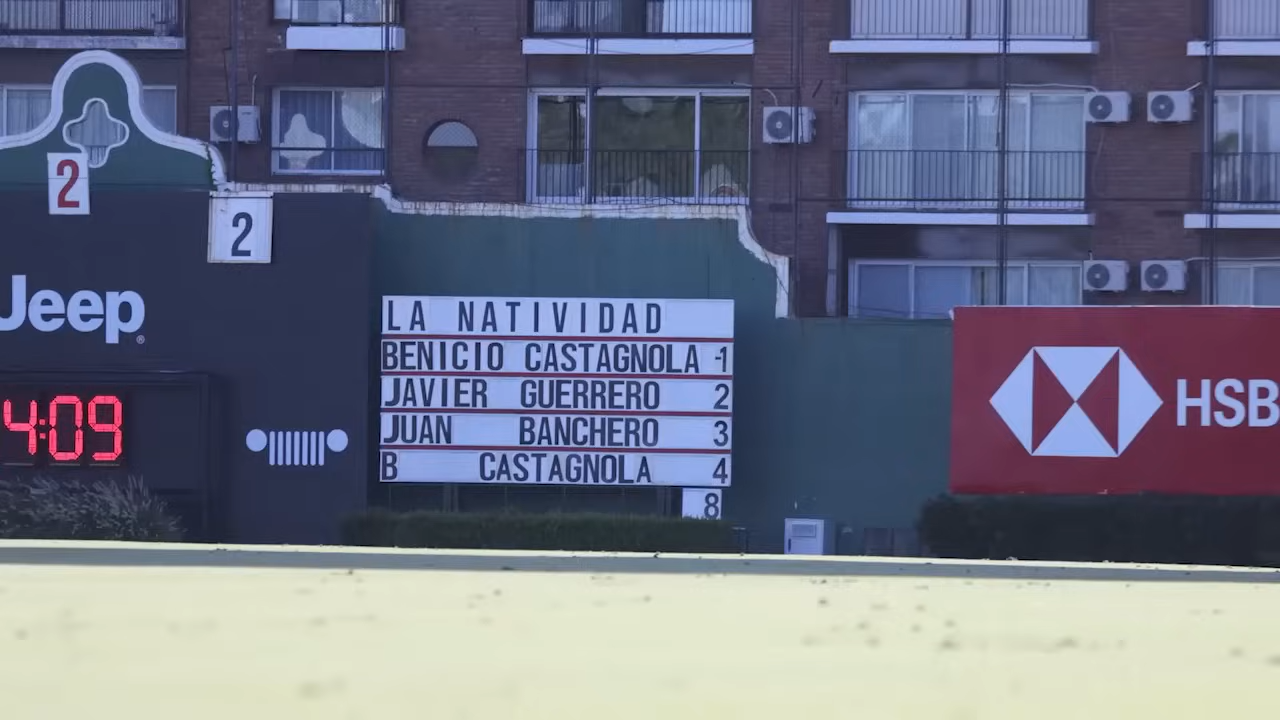 2
2
Jeep
4:09
LA NATIVIDAD
BENICIO CASTAGNOLA -1
JAVIER GUERRERO 2
JUAN BANCHERO 3
B CASTAGNOLA 4
8
HSB